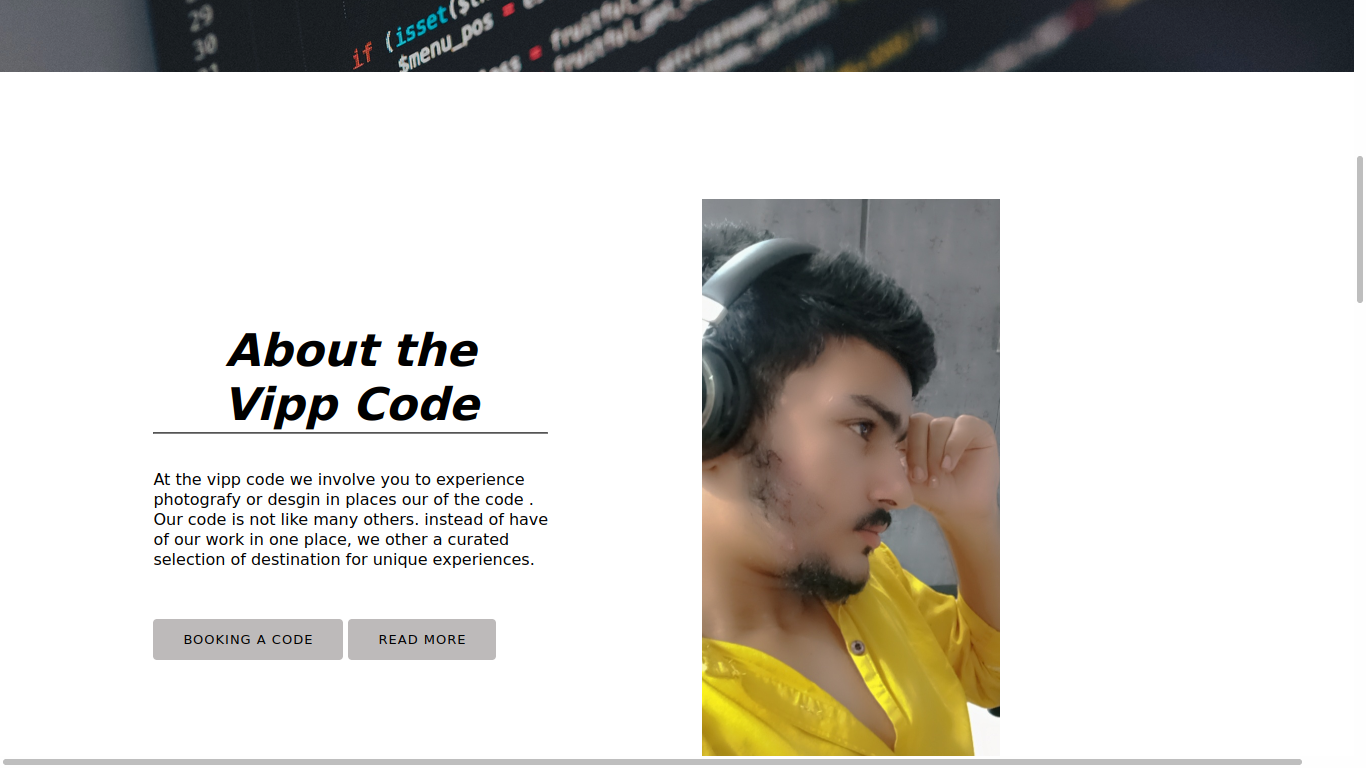 29
30
if (isset(
$menu_pos =
About the
Vipp Code
At the vipp code we involve you to experience
photografy or desgin in places our of the code .
Our code is not like many others. instead of have
of our work in one place, we other a curated
selection of destination for unique experiences.
BOOKING A CODE READ MORE